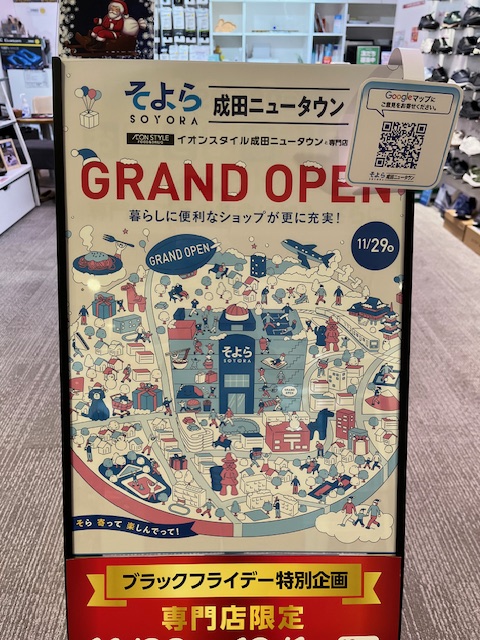 そよら
SOYORA
成田ニュータウン
ÆON STYLE
イオンスタイル成田ニュータウン&専門店
Googleマップに
ご意見をお寄せください。
そよら 成田ニュータウン
GRAND OPEN
暮らしに便利なショップが更に充実!
11/29
GRAND OPEN
そよら
SOYORA
そら 寄って 楽しんでって!
ブラックフライデー特別企画
専門店限定